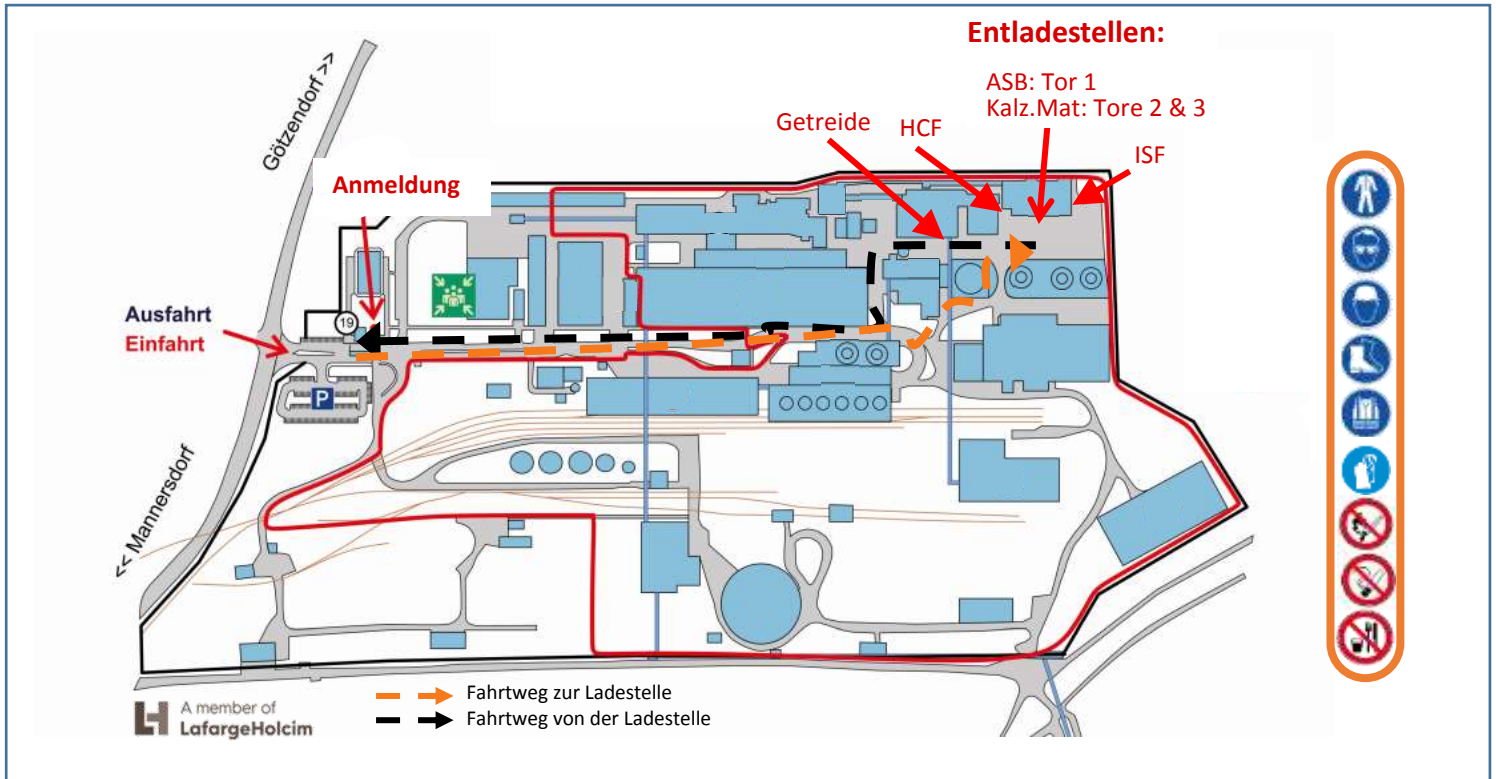 Entladestellen:
ASB: Tor 1
Kalz.Mat: Tore 2 & 3
Getreide
HCF
ISF
Götzendorf >>
Anmeldung
19
Ausfahrt
Einfahrt
P
<< Mannersdorf
Fahrtweg zur Ladestelle
Fahrtweg von der Ladestelle
A member of
LafargeHolcim